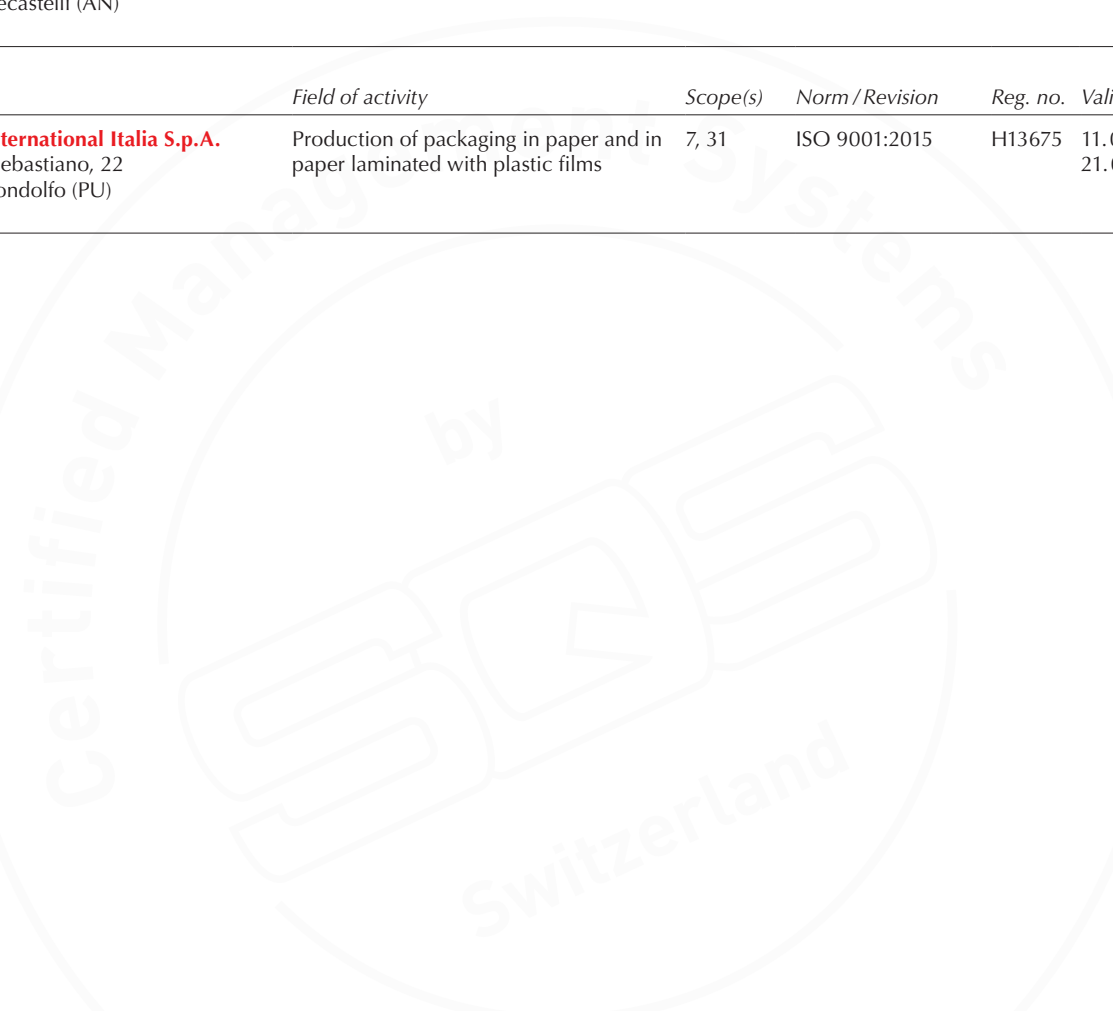 ecastelli (AN)
Field of activity Scope(s) Norm / Revision Reg. no. Vali
ternational Italia S.p.A. Production of packaging in paper and in 7, 31 ISO 9001:2015 H13675 11.0
ebastiano, 22 paper laminated with plastic films 21.0
ondolfo (PU)
Certified Management Systems
by
SQS
Switzerland